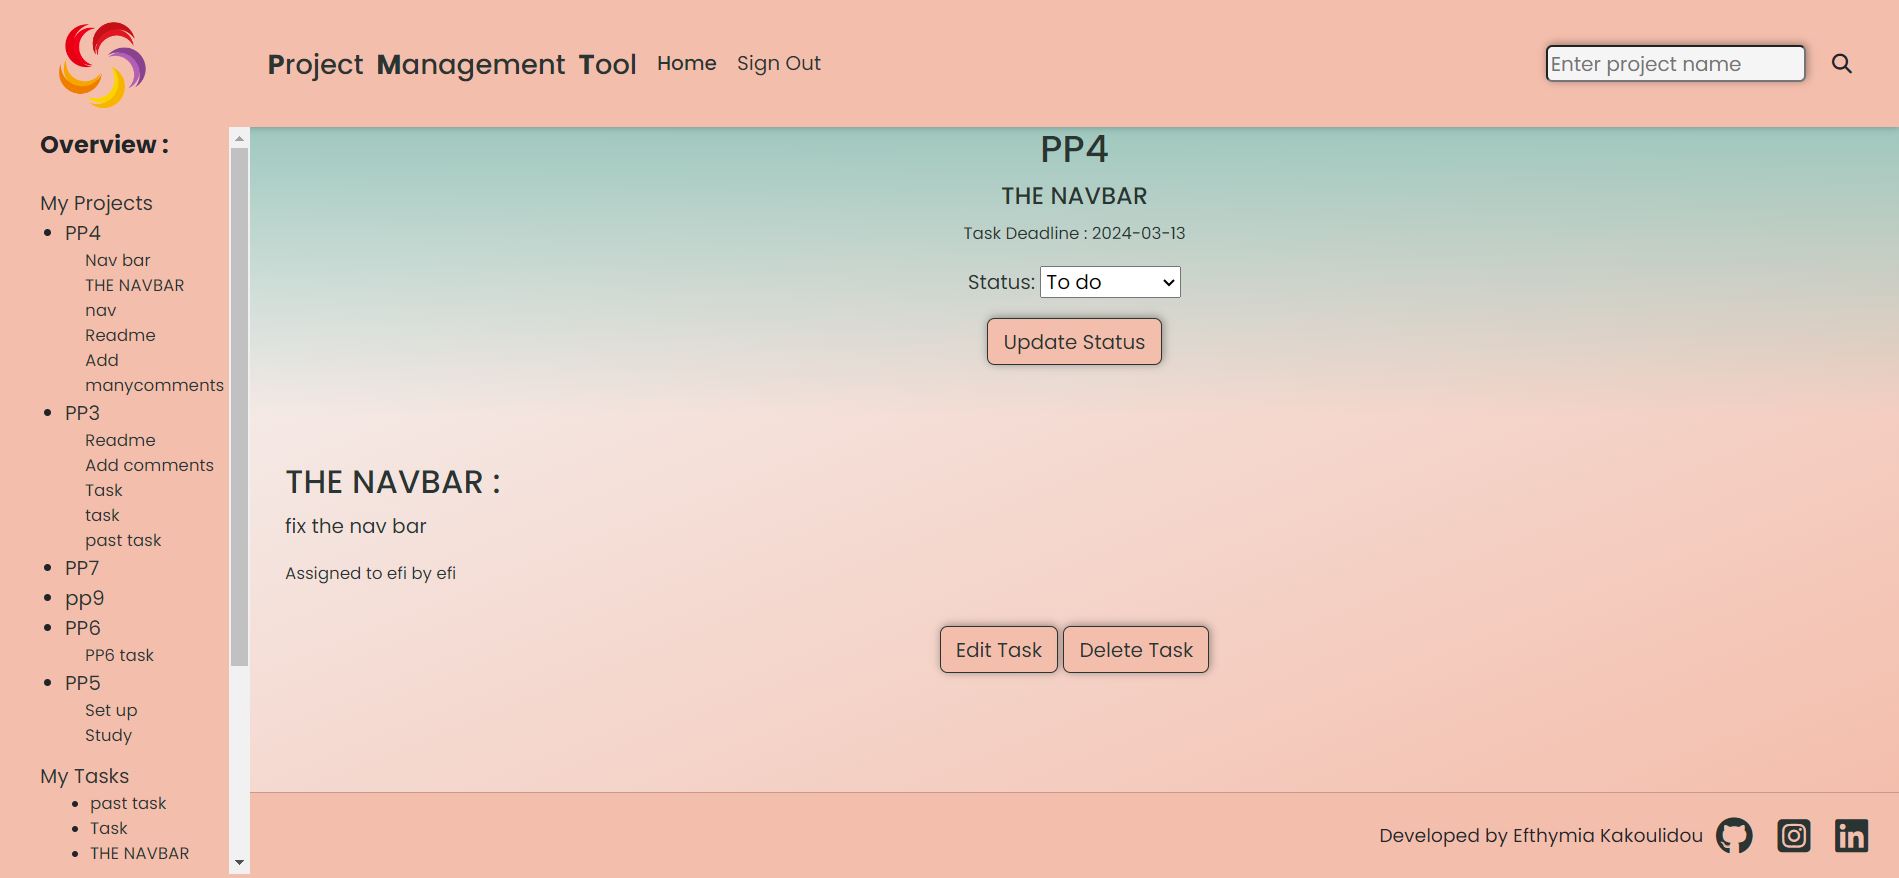 Project Management Tool Home Sign Out
Enter project name
Overview :
My Projects
PP4
Nav bar
THE NAVBAR
nav
Readme
Add
manycomments
PP3
Readme
Add comments
Task
task
past task
PP7
pp9
PP6
PP6 task
PP5
Set up
Study
My Tasks
past task
Task
THE NAVBAR
PP4
THE NAVBAR
Task Deadline : 2024-03-13
Status: To do
Update Status
THE NAVBAR :
fix the nav bar
Assigned to efi by efi
Edit Task Delete Task
Developed by Efthymia Kakoulidou